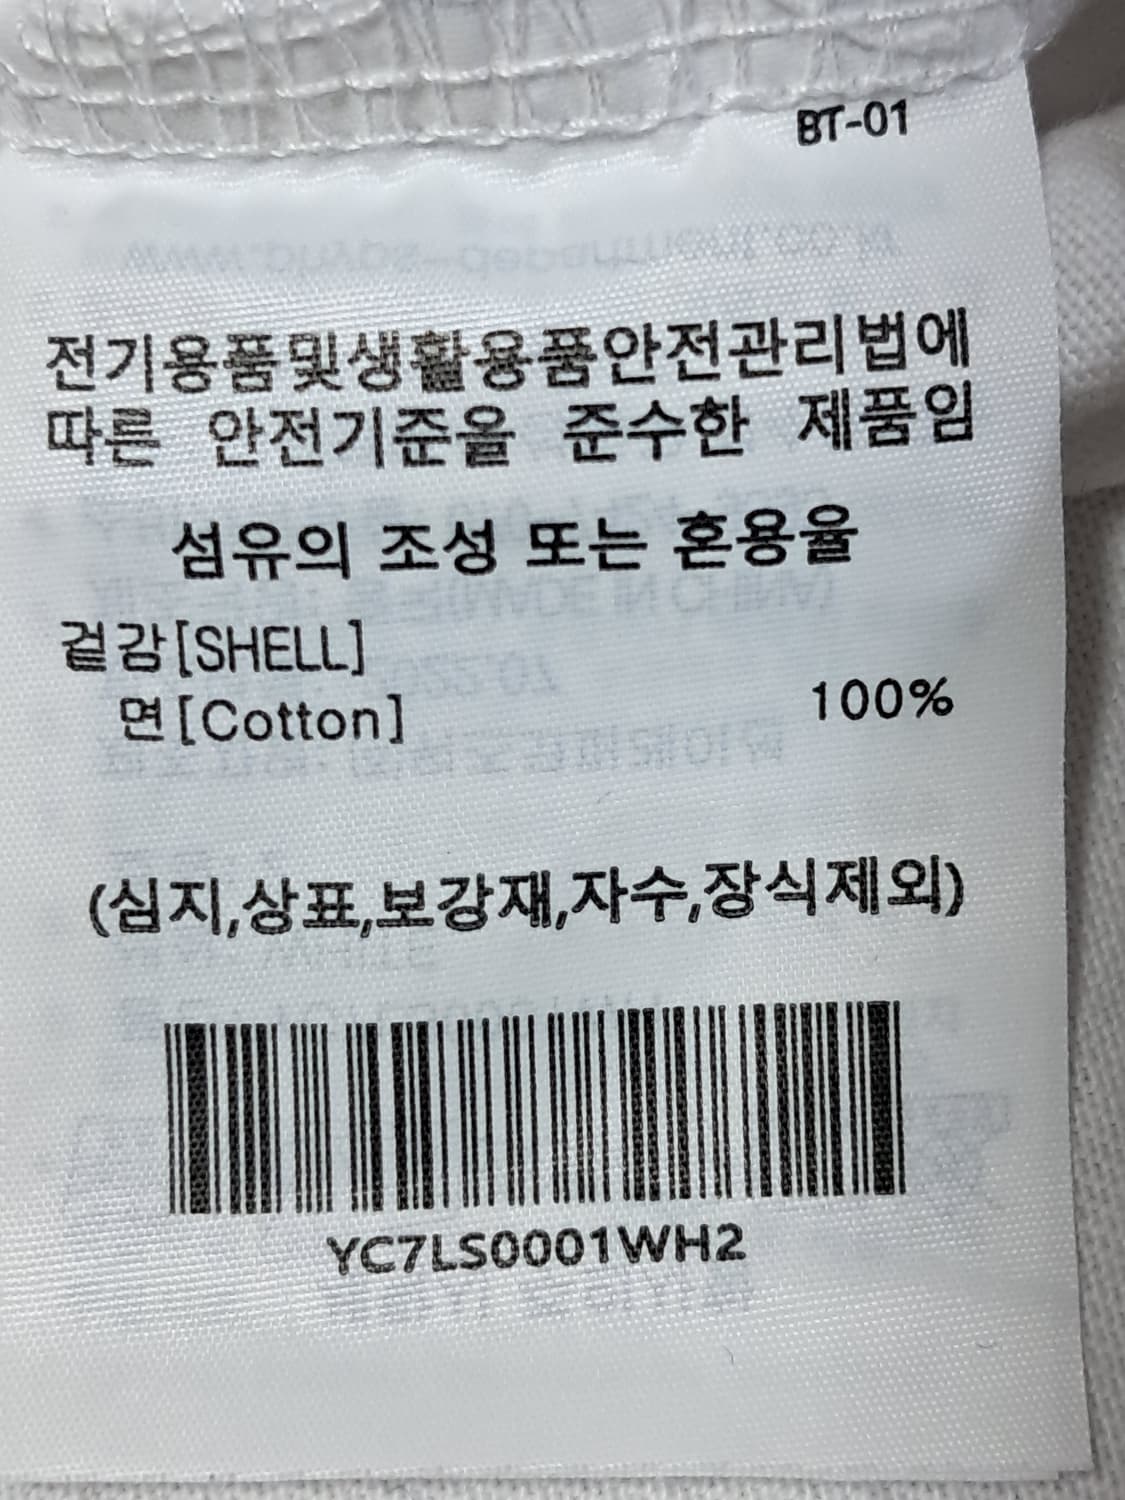 BT-01
전기용품및생활용품안전관리법에
따른 안전기준을 준수한 제품임
섬유의 조성 또는 혼용율
겉감[SHELL]
면[Cotton] 100%
(심지,상표,보강재,자수,장식제외)
YC7LS0001WH2